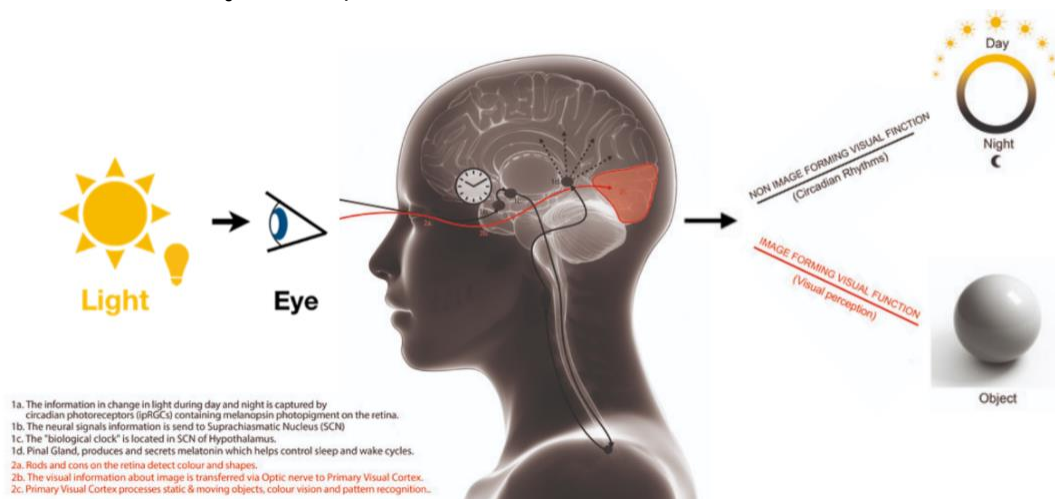 Day
Night
NON IMAGE FORMING VISUAL FINCTION
(Circadian Rhythms)
IMAGE FORMING VISUAL FUNCTION
(Visual perception)
Light
Eye
Object
2a
1a. The information in change in light during day and night is captured by
circadian photoreceptors (ipRGCs) containing melanopsin photopigment on the retina.
1b. The neural signals information is send to Suprachiasmatic Nucleus (SCN)
1c. The "biological clock" is located in SCN of Hypothalamus.
1d. Pinal Gland, produces and secrets melatonin which helps control sleep and wake cycles.
2a. Rods and cons on the retina detect colour and shapes.
2b. The visual information about image is transferred via Optic nerve to Primary Visual Cortex.
2c. Primary Visual Cortex processes static & moving objects, colour vision and pattern recognition..